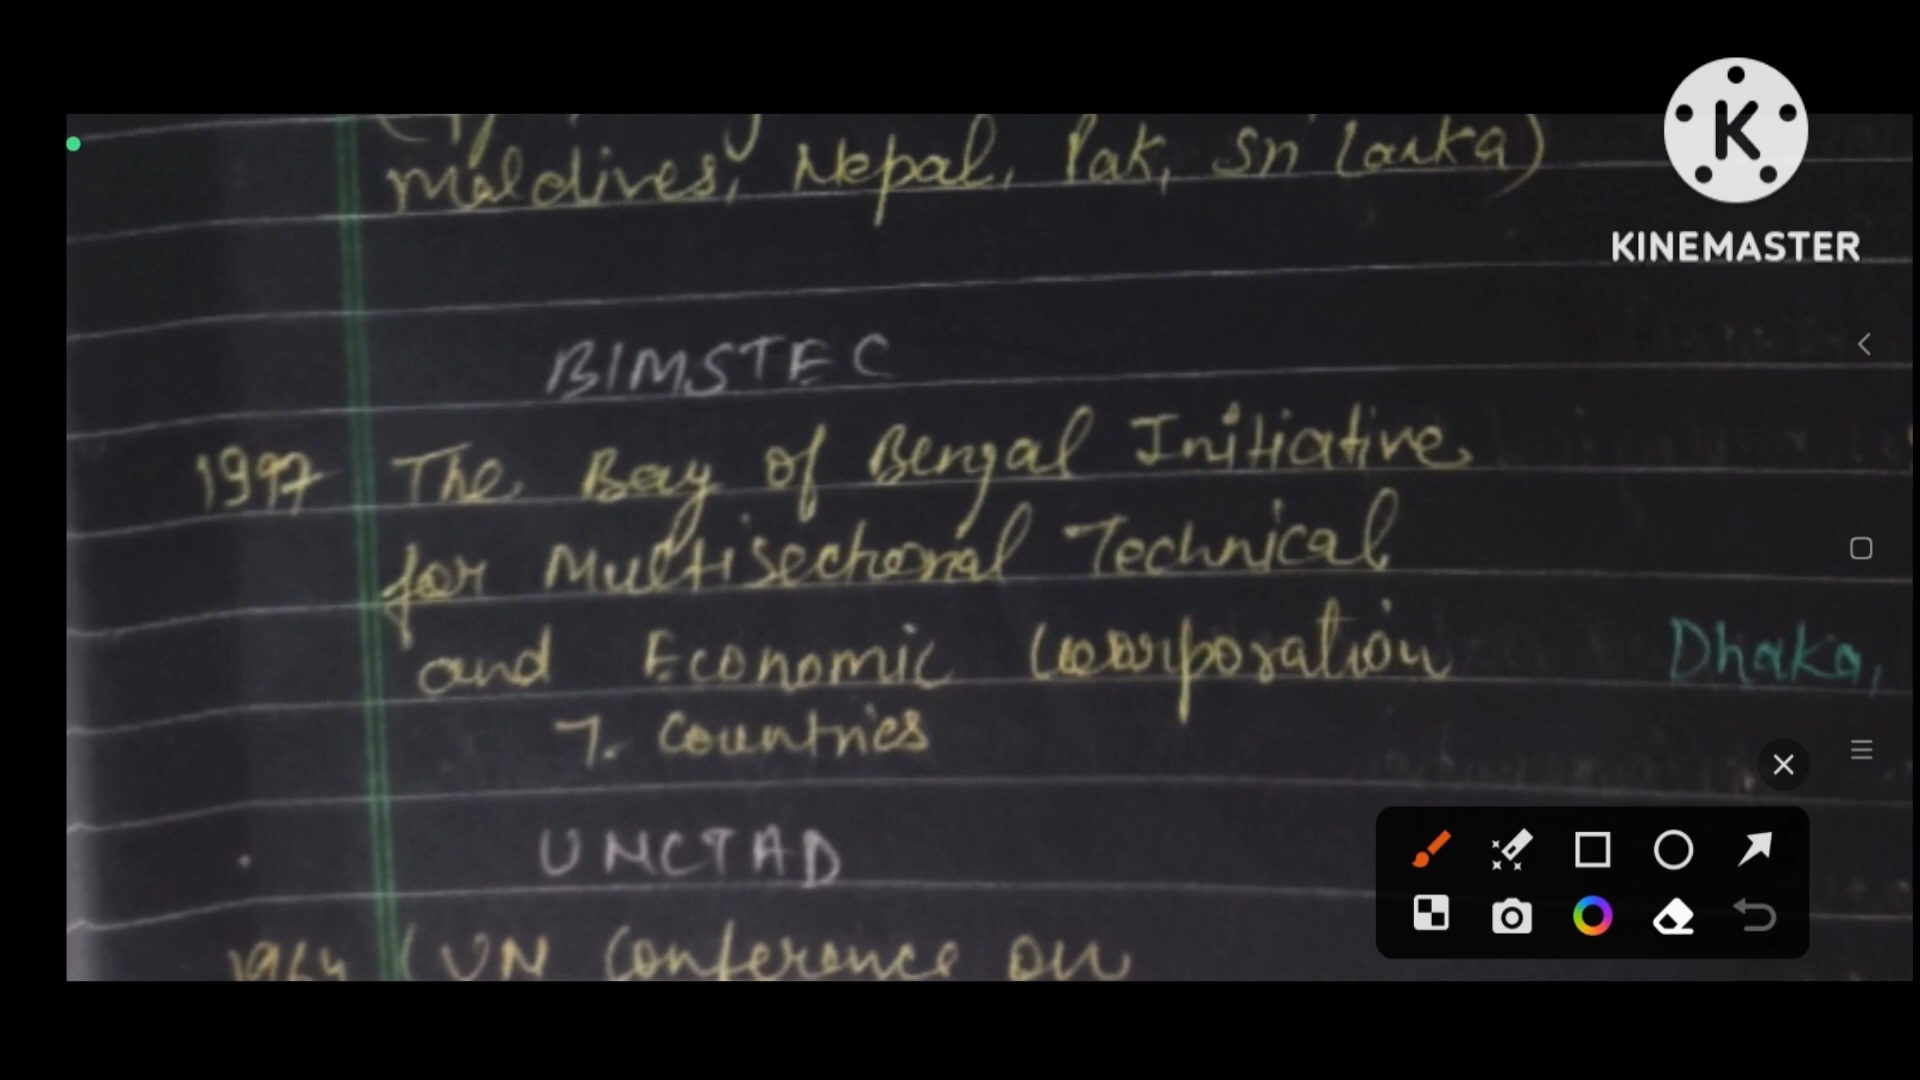 Maldives, Nepal, Pak, Sri Lanka)
KINEMASTER
BIMSTEC
1997 The Bay of Bengal Initiative
for Multisectoral Technical
and Economic Coorporation Dhaka,
7. Countries
UNCTAD
1964 (UN Conference on